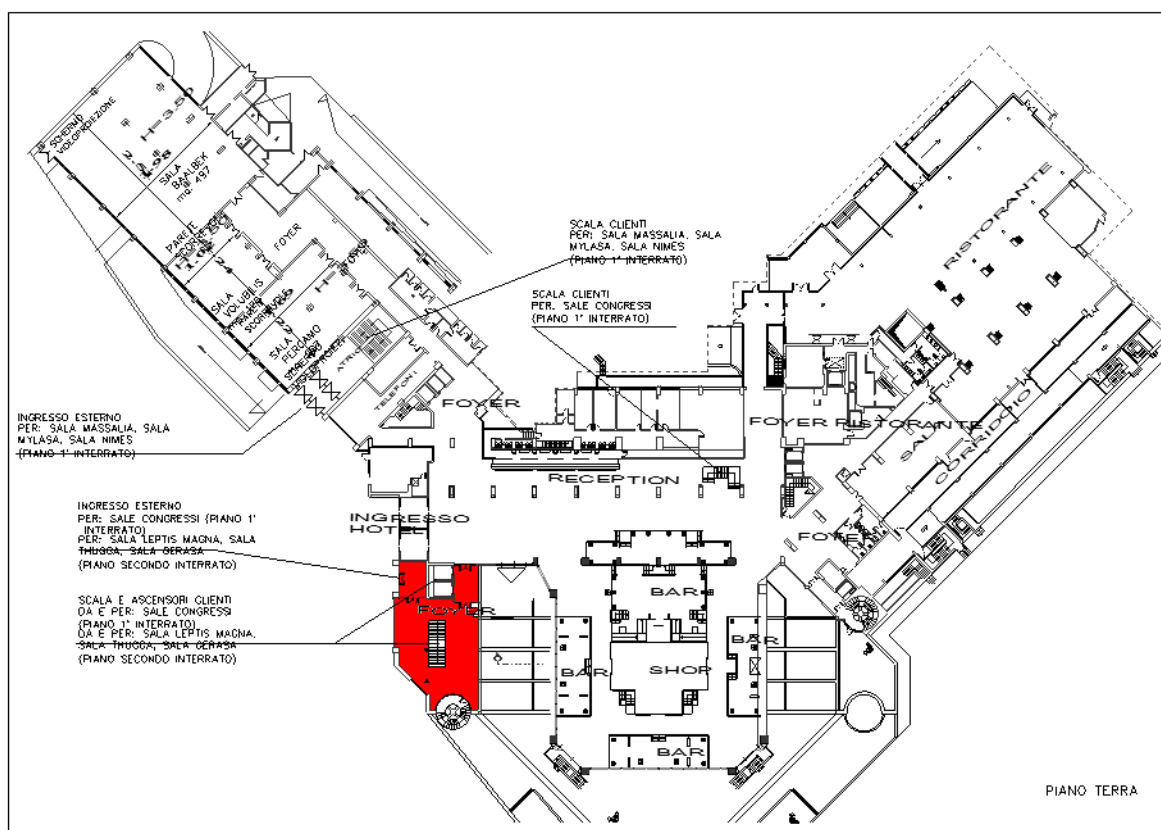 SCHERMO
VIDEOPROIEZIONE
H=3.50
SALA
BAALBEK
mq. 497
PARETE
FOYER
SALA
VOLUBILIS
SALA
PERGAMO
ATRIO
TELEFONI
SCALA CLIENTI
PER: SALA MASSALIA, SALA
MYLASA, SALA NIMES
(PIANO 1° INTERRATO)
SCALA CLIENTI
PER. SALE CONGRESSI
(PIANO 1° INTERRATO)
RISTORANTE
INGRESSO ESTERNO
PER: SALA MASSALIA, SALA
MYLASA, SALA NIMES
(PIANO 1° INTERRATO)
FOYER
FOYER RISTORANTE
CORRIDOIO
RECEPTION
INGRESSO
HOTEL
FOYER
INGRESSO ESTERNO
PER: SALE CONGRESSI (PIANO 1°
INTERRATO)
PER: SALA LEPTIS MAGNA, SALA
THUGGA, SALA GERASA
(PIANO SECONDO INTERRATO)
SCALA E ASCENSORI CLIENTI
DA E PER: SALE CONGRESSI
(PIANO 1° INTERRATO)
DA E PER: SALA LEPTIS MAGNA,
SALA THUGGA, SALA GERASA
(PIANO SECONDO INTERRATO)
FOYER
BAR
BAR
BAR
SHOP
BAR
PIANO TERRA